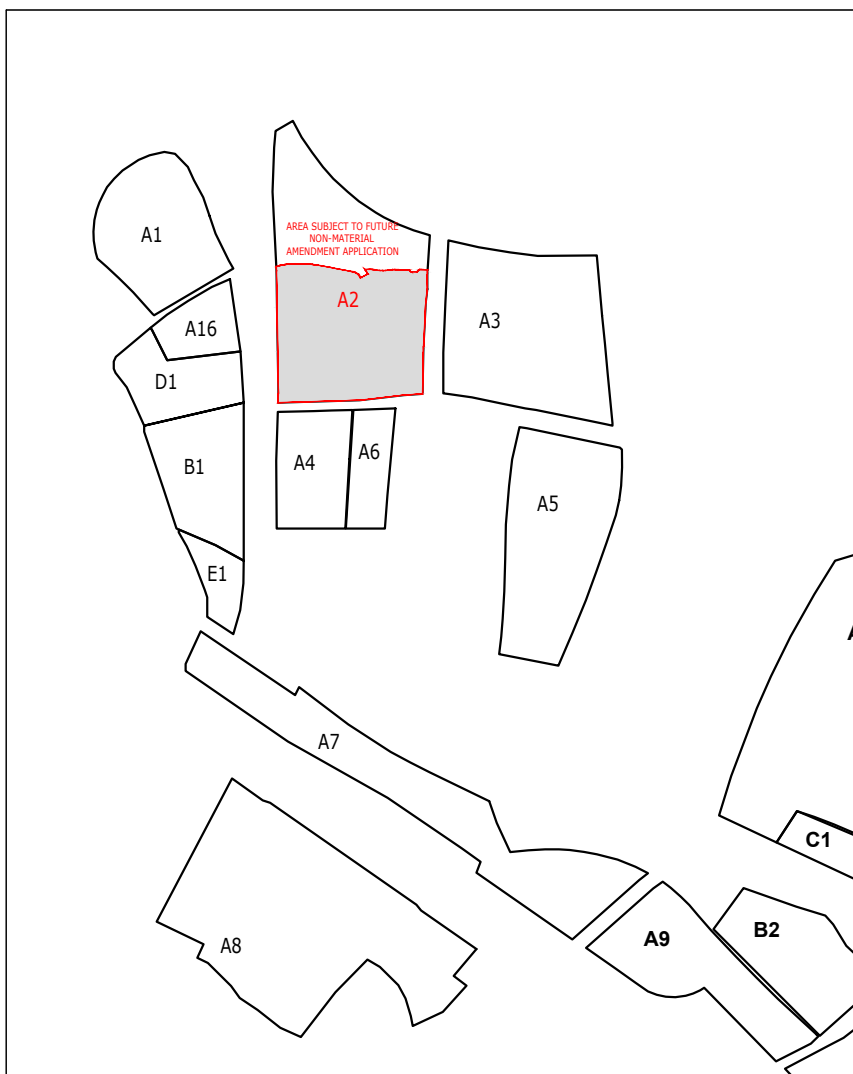 A1
AREA SUBJECT TO FUTURE
NON-MATERIAL
AMENDMENT APPLICATION
A2
A3
A16
D1
A4
A6
B1
A5
E1
A7
C1
A8
A9
B2